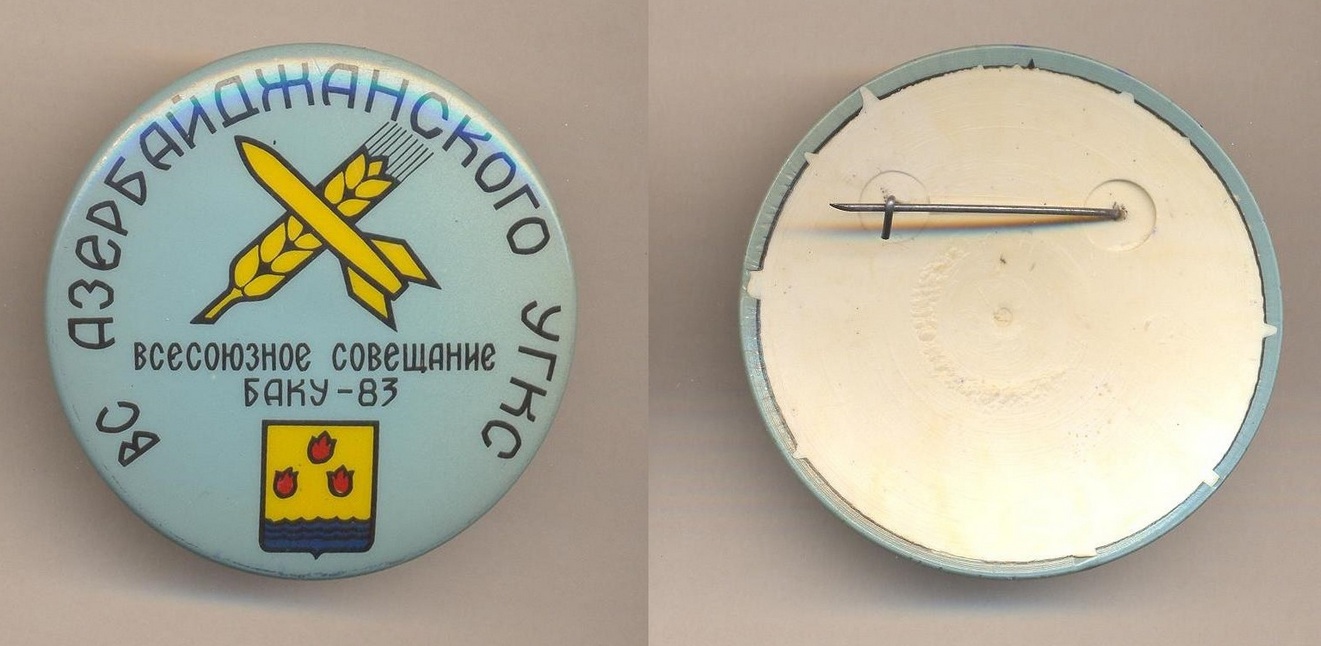 ВС АЗЕРБАЙДЖАНСКОГО УГКС
ВСЕСОЮЗНОЕ СОВЕЩАНИЕ
БАКУ-83